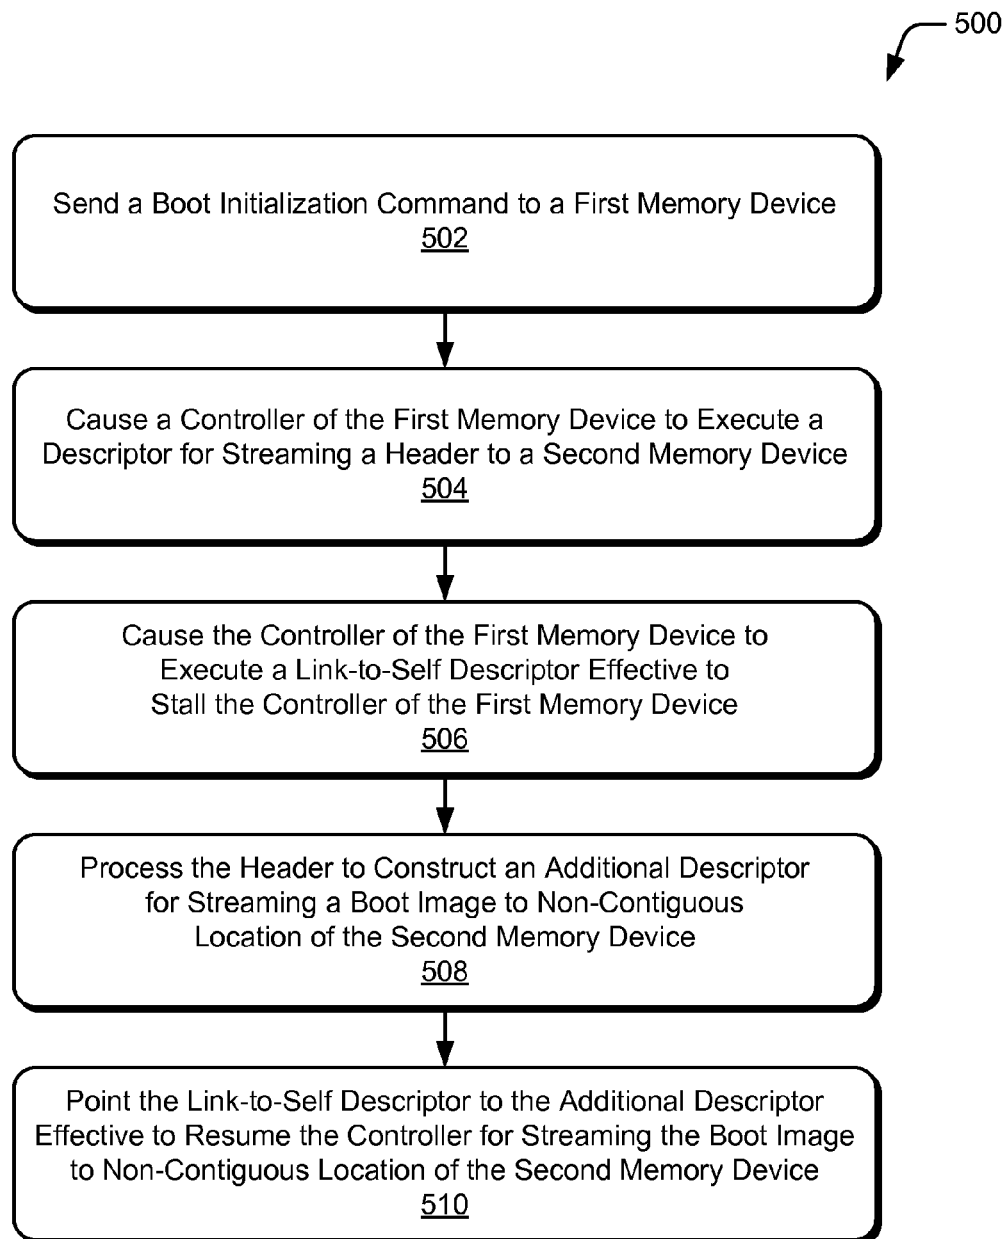 500
Send a Boot Initialization Command to a First Memory Device
502
Cause a Controller of the First Memory Device to Execute a
Descriptor for Streaming a Header to a Second Memory Device
504
Cause the Controller of the First Memory Device to
Execute a Link-to-Self Descriptor Effective to
Stall the Controller of the First Memory Device
506
Process the Header to Construct an Additional Descriptor
for Streaming a Boot Image to Non-Contiguous
Location of the Second Memory Device
508
Point the Link-to-Self Descriptor to the Additional Descriptor
Effective to Resume the Controller for Streaming the Boot Image
to Non-Contiguous Location of the Second Memory Device
510